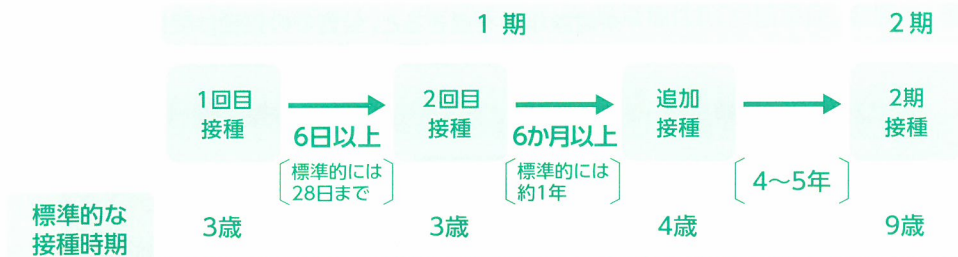 1期
2期
1回目
接種
6日以上
標準的には
28日まで
2回目
接種
6か月以上
標準的には
約1年
追加
接種
4〜5年
2期
接種
標準的な
接種時期
3歳
3歳
4歳
9歳